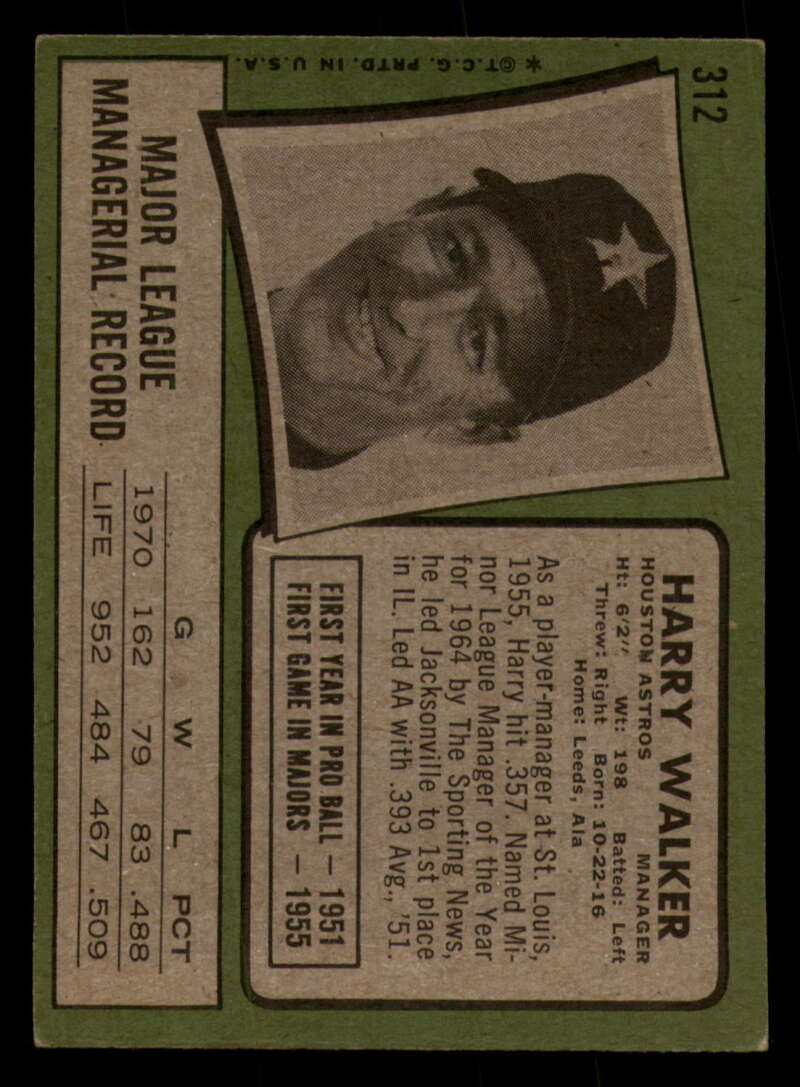 312
✶ ©T.C.G. PRTD. IN U.S.A.
HARRY WALKER
HOUSTON ASTROS MANAGER
Ht: 6'2" Wt: 198 Batted: Left
Threw: Right Born: 10-22-16
Home: Leeds, Ala
As a player-manager at St. Louis,
1955, Harry hit .357. Named Mi-
nor League Manager of the Year
for 1964 by The Sporting News,
he led Jacksonville to 1st place
in IL. Led AA with .393 Avg., '51.
FIRST YEAR IN PRO BALL — 1951
FIRST GAME IN MAJORS — 1955
MAJOR LEAGUE
MANAGERIAL RECORD
G W L PCT
1970 162 79 83 .488
LIFE 952 484 467 .509